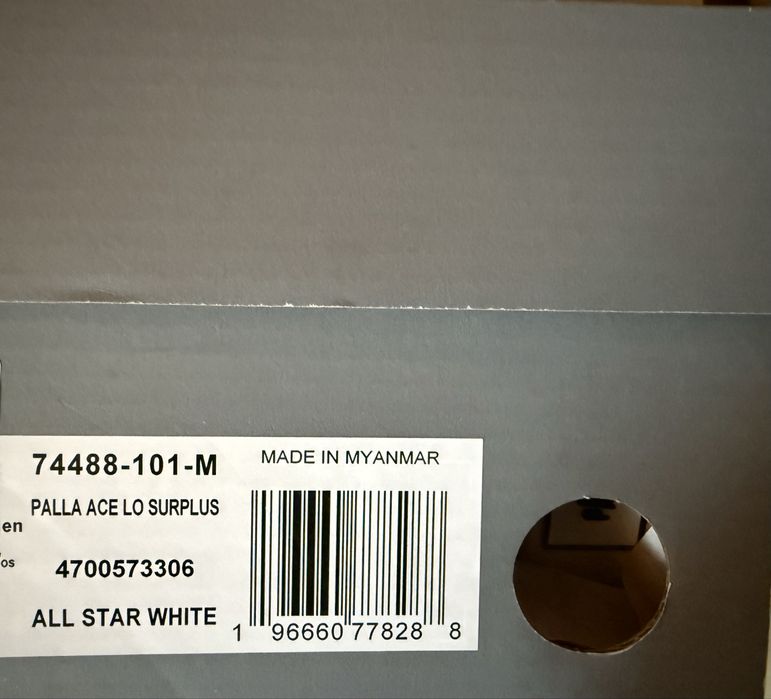 74488-101-M
MADE IN MYANMAR
PALLA ACE LO SURPLUS
en
os
4700573306
ALL STAR WHITE
1 96660 77828 8